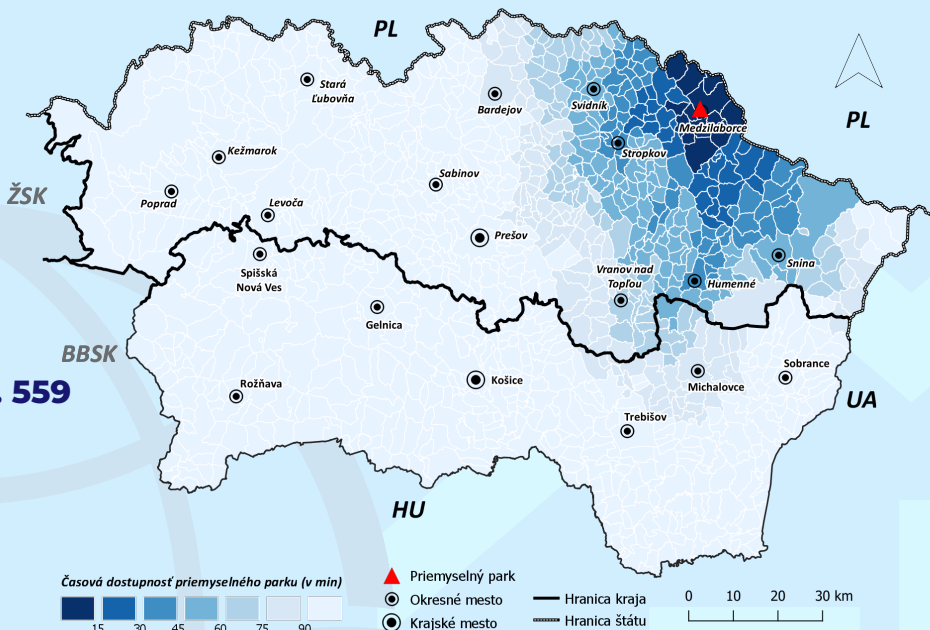 PL
Stará
Ľubovňa
Bardejov
Svidník
Medzilaborce
PL
Kežmarok
Stropkov
Sabinov
ŽSK
Poprad
Levoča
Prešov
Spišská
Nová Ves
Vranov nad
Topľou
Humenné
Snina
Gelnica
BBSK
Rožňava
Košice
Michalovce
Sobrance
. 559
UA
Trebišov
HU
Časová dostupnosť priemyselného parku (v min)
15 30 45 60 75 90
Priemyselný park
Okresné mesto
Krajské mesto
Hranica kraja
Hranica štátu
0 10 20 30 km